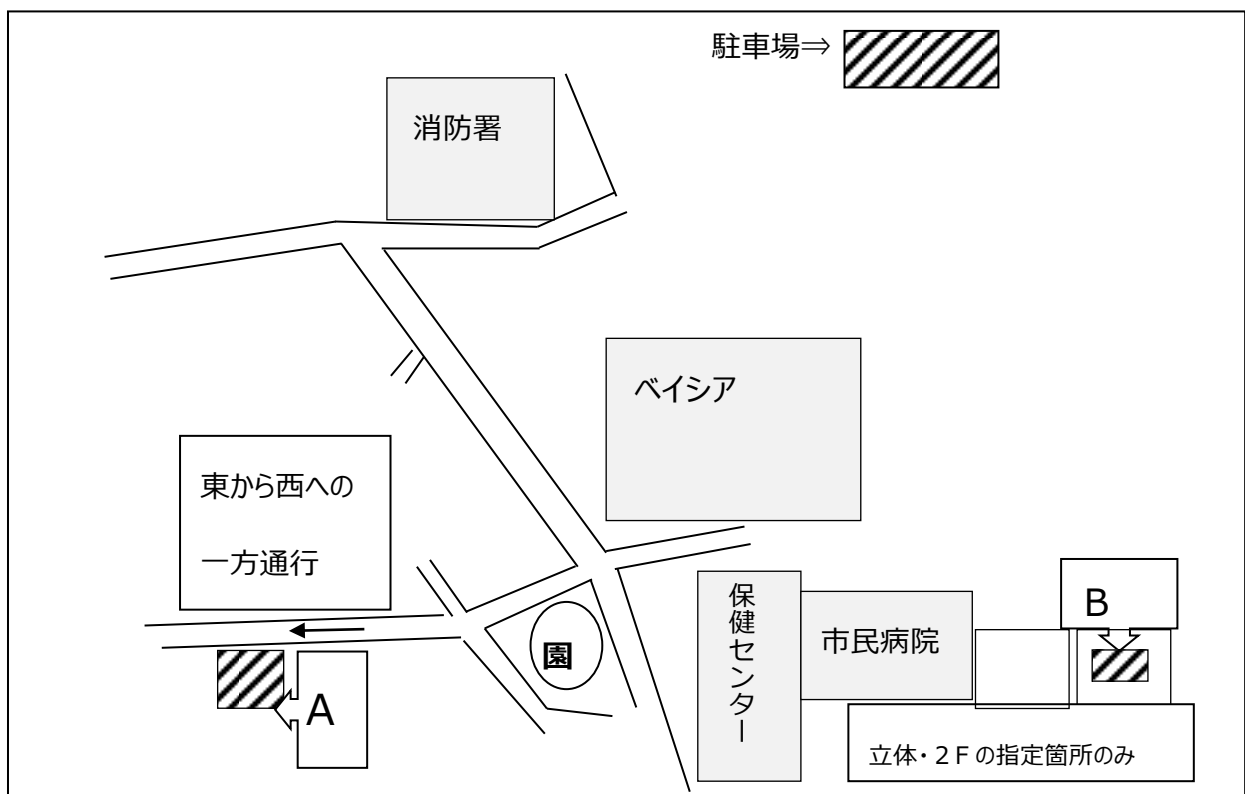 駐車場⇒
消防署
ベイシア
東から西への
一方通行
園
保健センター
市民病院
B
A
立体・2Fの指定箇所のみ